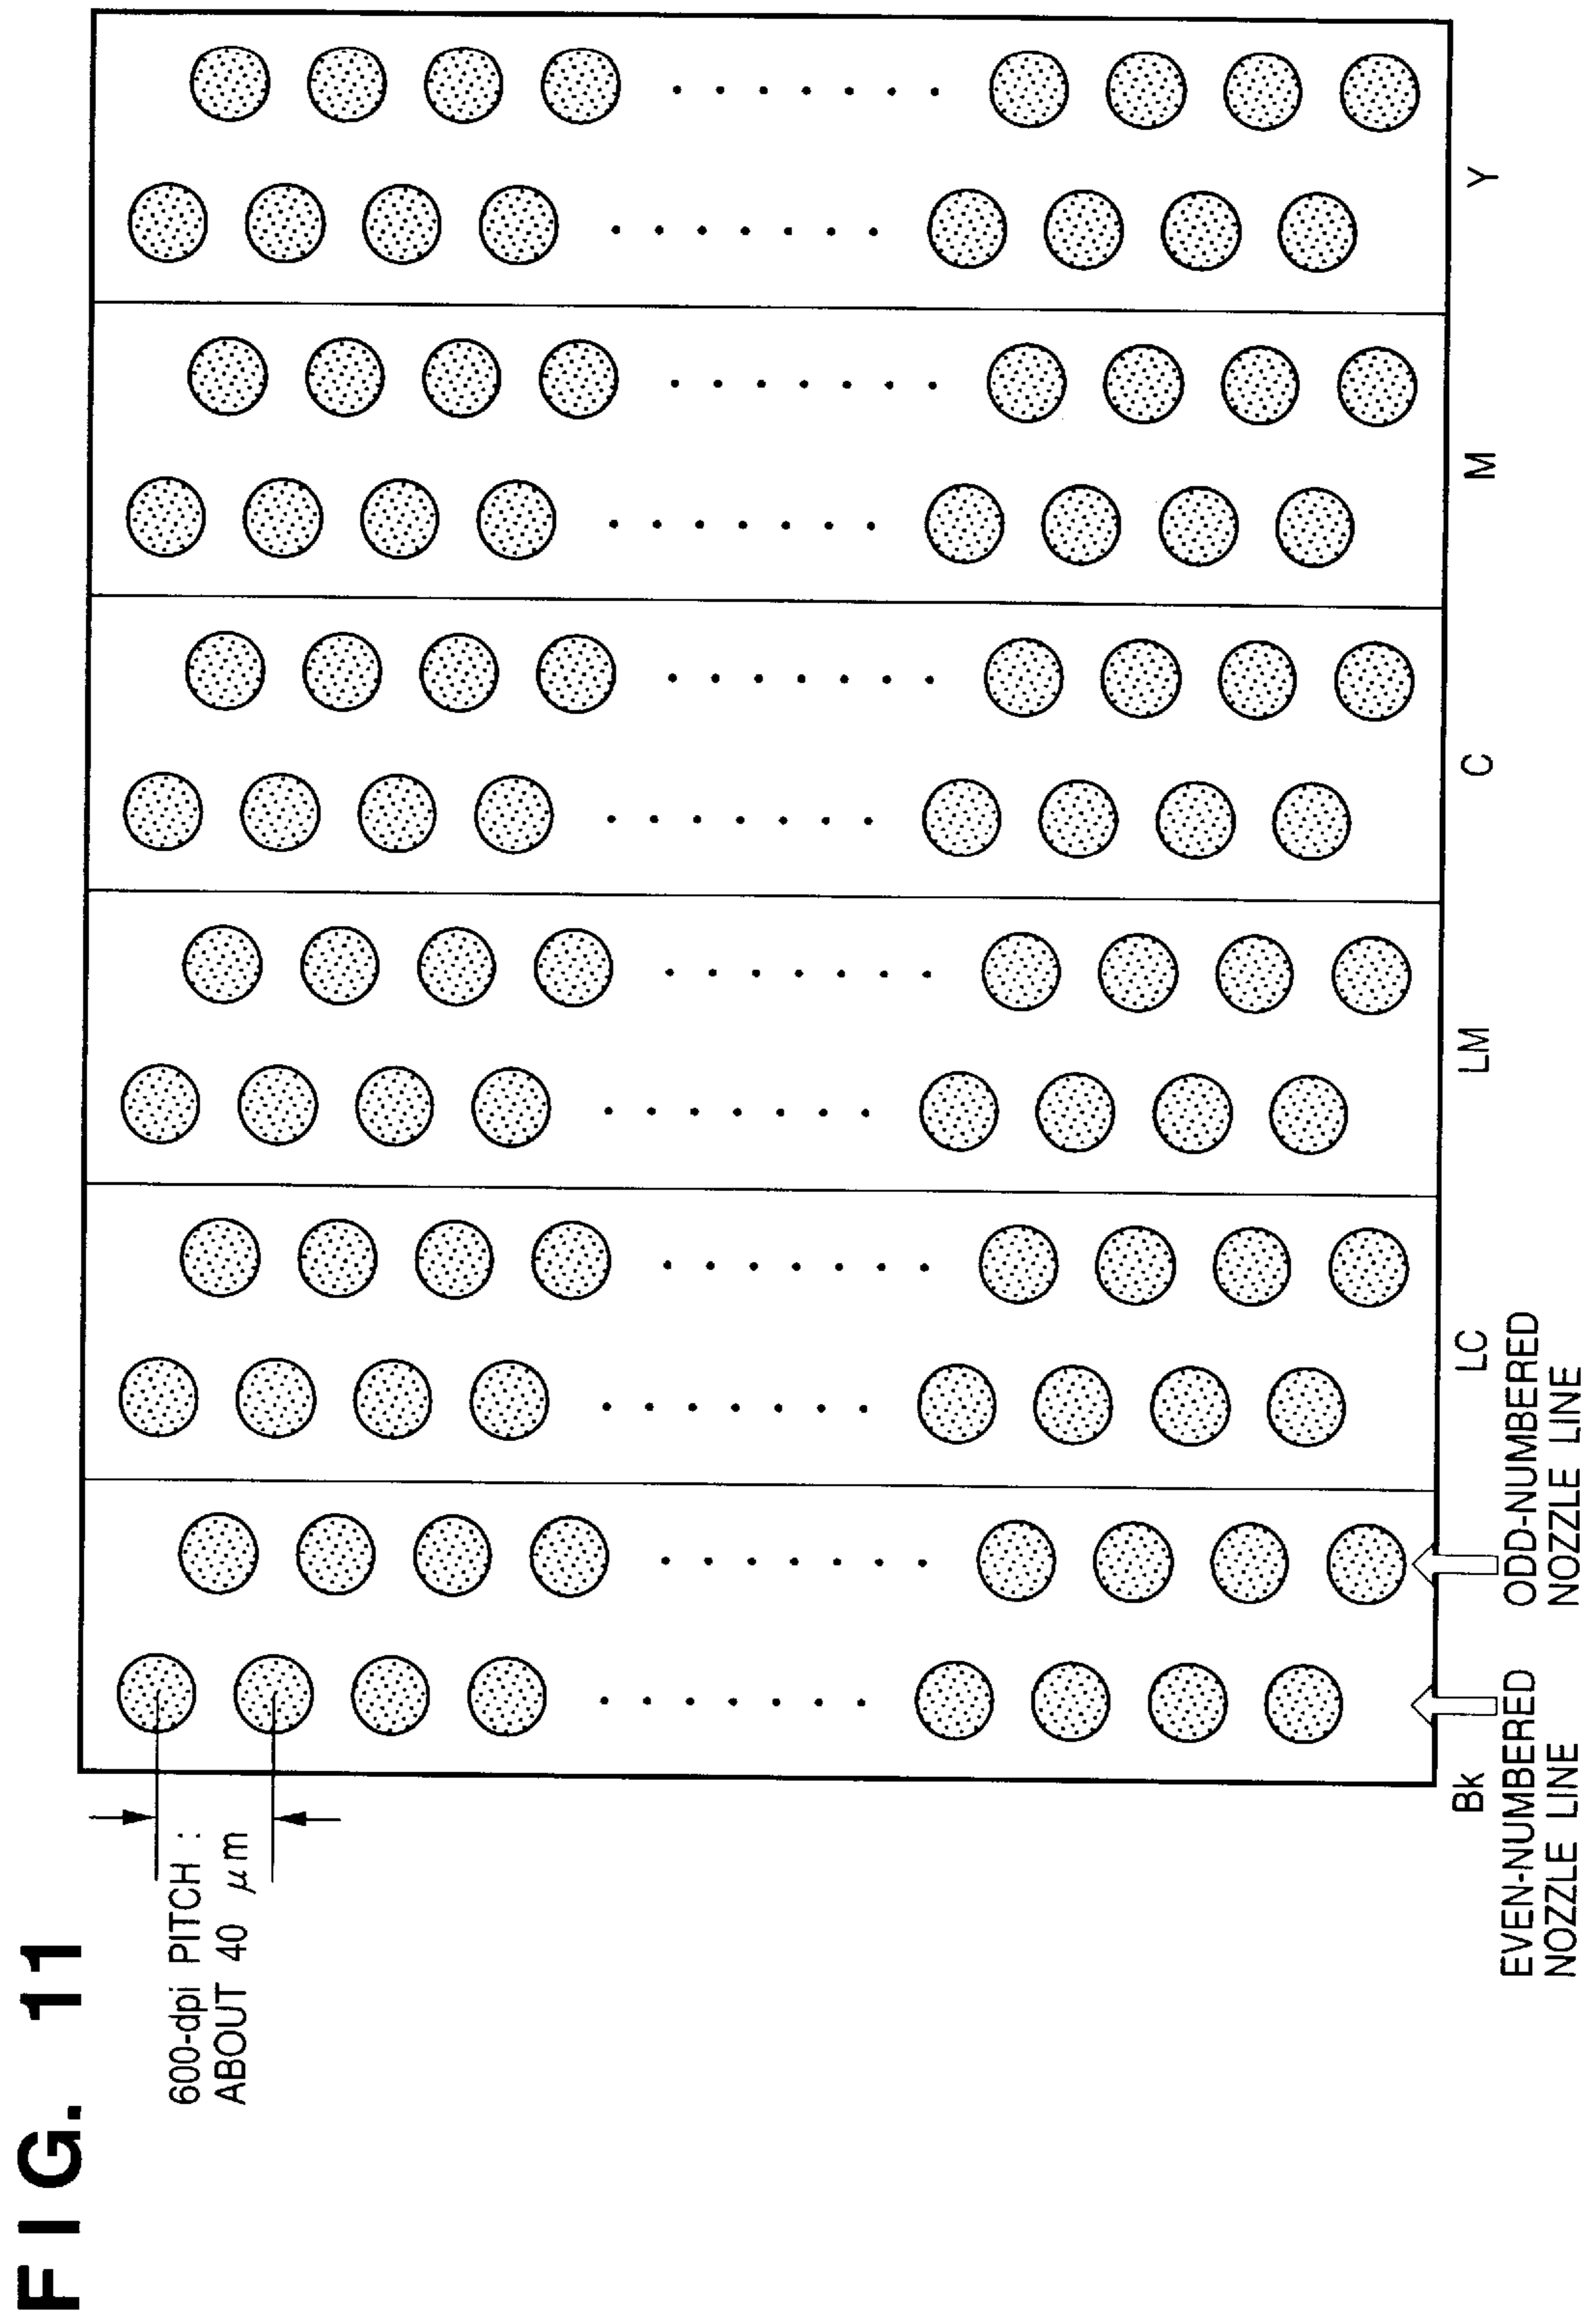 FIG. 11
600-dpi PITCH :
ABOUT 40 μm
Bk
LC
LM
C
M
Y
EVEN-NUMBERED
NOZZLE LINE
ODD-NUMBERED
NOZZLE LINE